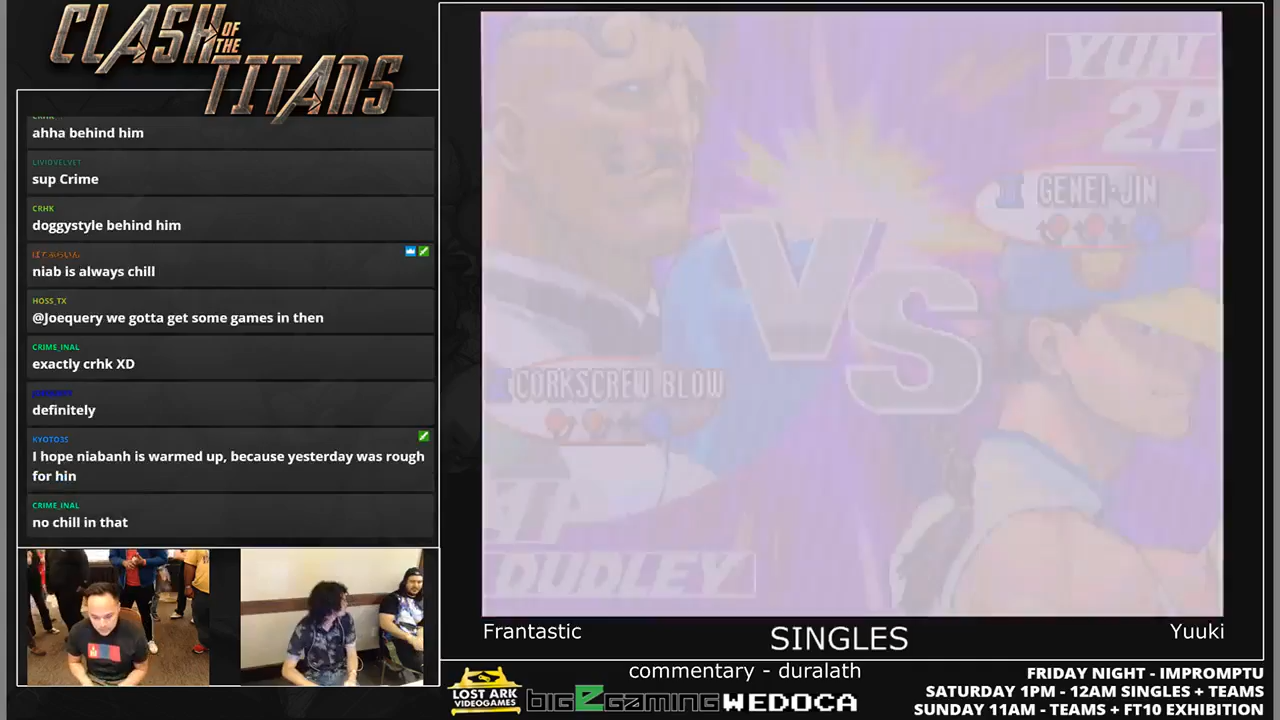 CLASH
OF
THE
TITANS
ahha behind him
LIVIDVELVET
sup Crime
CRHK
doggystyle behind him
niab is always chill
HOSS_TX
@Joequery we gotta get some games in then
CRIME_INAL
exactly crhk XD
definitely
KYOTO3S
I hope niabanh is warmed up, because yesterday was rough
for hin
CRIME_INAL
no chill in that
YUN
2P
GENEI-JIN
VS
CORKSCREW BLOW
1P
DUDLEY
Frantastic
SINGLES
Yuuki
commentary - duralath
LOST ARK
VIDEOGAMES
bigEgaming
WEDOCA
FRIDAY NIGHT - IMPROMPTU
SATURDAY 1PM - 12AM SINGLES + TEAMS
SUNDAY 11AM - TEAMS + FT10 EXHIBITION